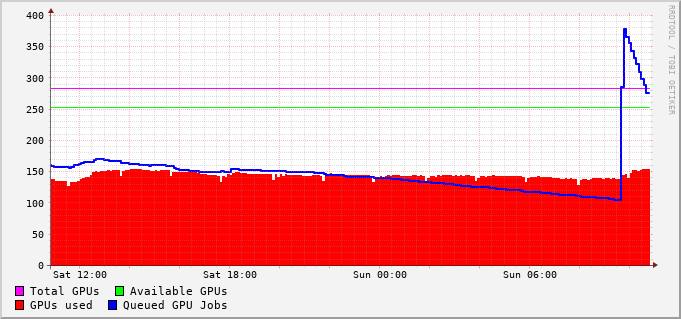 400
350
300
250
200
150
100
50
0
Sat 12:00 Sat 18:00 Sun 00:00 Sun 06:00
Total GPUs Available GPUs
GPUs used Queued GPU Jobs
RRDTOOL / TOBI OETIKER